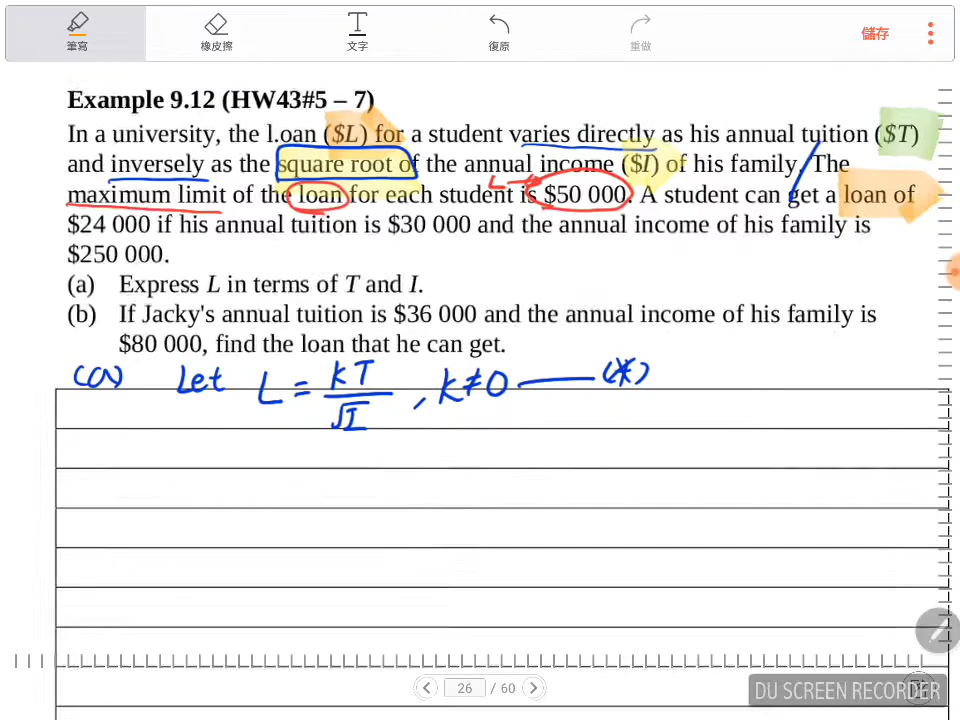 筆寫 橡皮擦 文字 復原 重做 儲存
Example 9.12 (HW43#5 – 7)
In a university, the l.oan ($L) for a student varies directly as his annual tuition ($T)
and inversely as the square root of the annual income ($I) of his family. The
maximum limit of the loan for each student is $50 000. A student can get a loan of
$24 000 if his annual tuition is $30 000 and the annual income of his family is
$250 000.
(a) Express L in terms of T and I.
(b) If Jacky's annual tuition is $36 000 and the annual income of his family is
$80 000, find the loan that he can get.
(a) Let L = kT / √I , k ≠ 0 —— (*)
26 / 60
DU SCREEN RECORDER